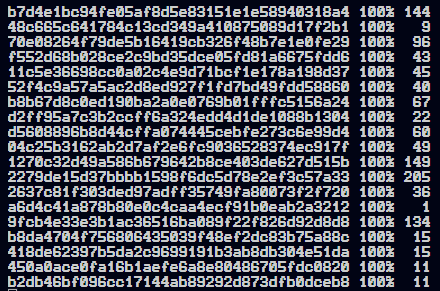 b7d4e1bc94fe05af8d5e83151e1e58940318a4 100% 144
48c665c641784c13cd349a410875089d17f2b1 100% 9
70e08264f79de5b16419cb326f48b7e1e0fe29 100% 96
f552d68b028ce2c9bd35dce05fd81a6675fdd6 100% 43
11c5e36698cc0a02c4e9d71bcf1e178a198d37 100% 45
52f4c9a57a5ac2d8ed927f1fd7bd49fdd58860 100% 40
b8b67d8c0ed190ba2a0e0769b01fffc5156a24 100% 67
d2ff95a7c3b2ccff6a324edd4d1de1088b1304 100% 22
d5608896b8d44cffa074445cebfe273c6e99d4 100% 60
04c25b3162ab2d7af2e6fc9036528374ec917f 100% 49
1270c32d49a586b679642b8ce403de627d515b 100% 149
2279de15d37bbbb1598f6dc5d78e2ef3c57a33 100% 205
2637c81f303ded97adff35749fa80073f2f720 100% 36
a6d4c41a878b80e0c4caa4ecf91b0eab2a3212 100% 1
9fcb4e33e3b1ac36516ba089f22f826d92d8d8 100% 134
b8da4704f756806435039f48ef2dc83b75a88c 100% 15
418de62397b5da2c9699191b3ab8db304e51da 100% 15
450a0ace0fa16b1aefe6a8e80486705fdc0820 100% 11
b2db46bf096cc17144ab89292d873dfb0dceb8 100% 11